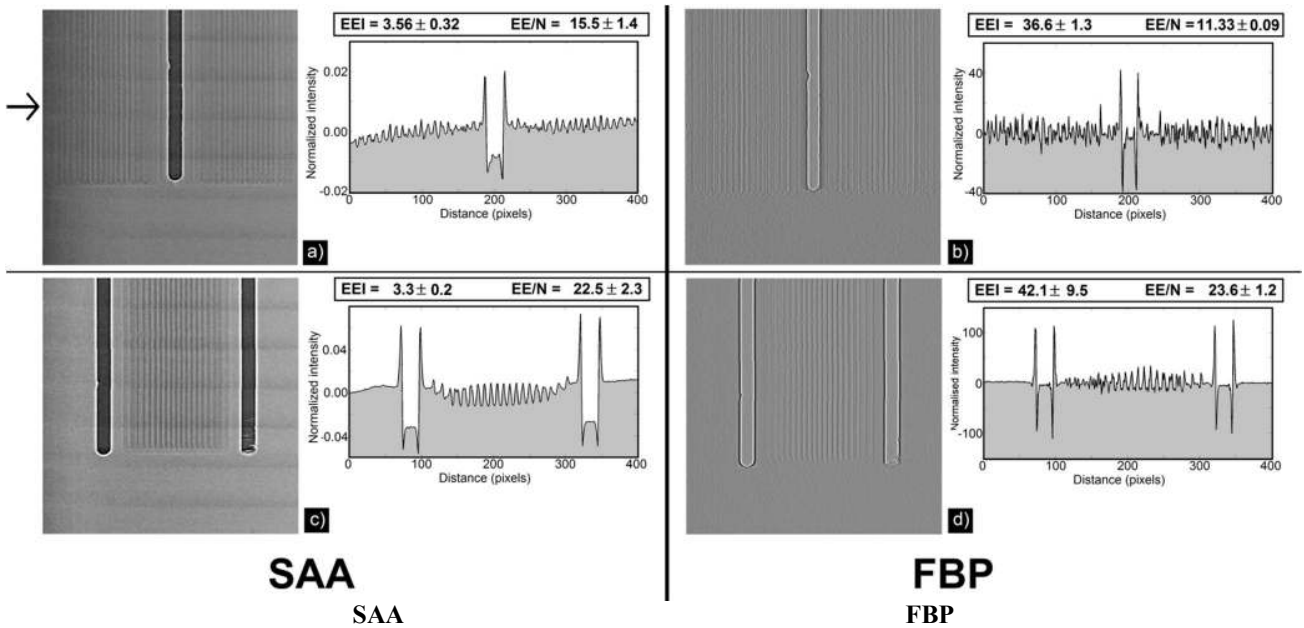 EEI = 3.56 ± 0.32 EE/N = 15.5 ± 1.4
Normalized intensity
0.02
0.00
-0.02
0 100 200 300 400
Distance (pixels)
a)
EEI = 36.6 ± 1.3 EE/N = 11.33 ± 0.09
Normalized intensity
40
0
-40
0 100 200 300 400
Distance (pixels)
b)
EEI = 3.3 ± 0.2 EE/N = 22.5 ± 2.3
Normalized intensity
0.04
0.00
-0.04
0 100 200 300 400
Distance (pixels)
c)
EEI = 42.1 ± 9.5 EE/N = 23.6 ± 1.2
Normalised intensity
100
0
-100
0 100 200 300 400
Distance (pixels)
d)
SAA FBP
SAA FBP